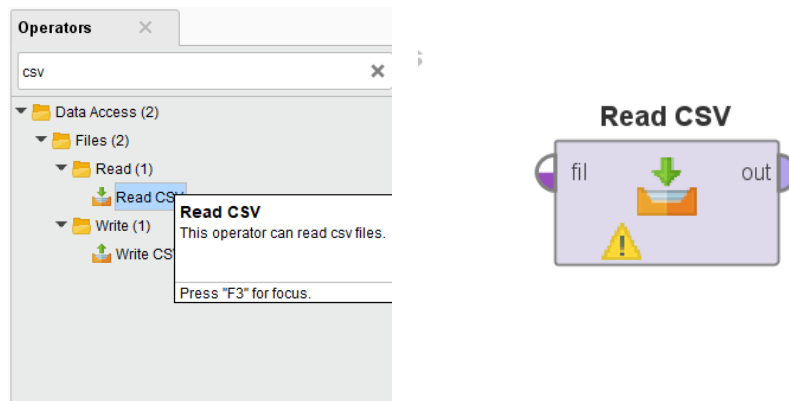 Operators
csv
Data Access (2)
Files (2)
Read (1)
Read CSV
Read CSV
This operator can read csv files.
Write (1)
Write CS
Press "F3" for focus.
Read CSV
fil
out